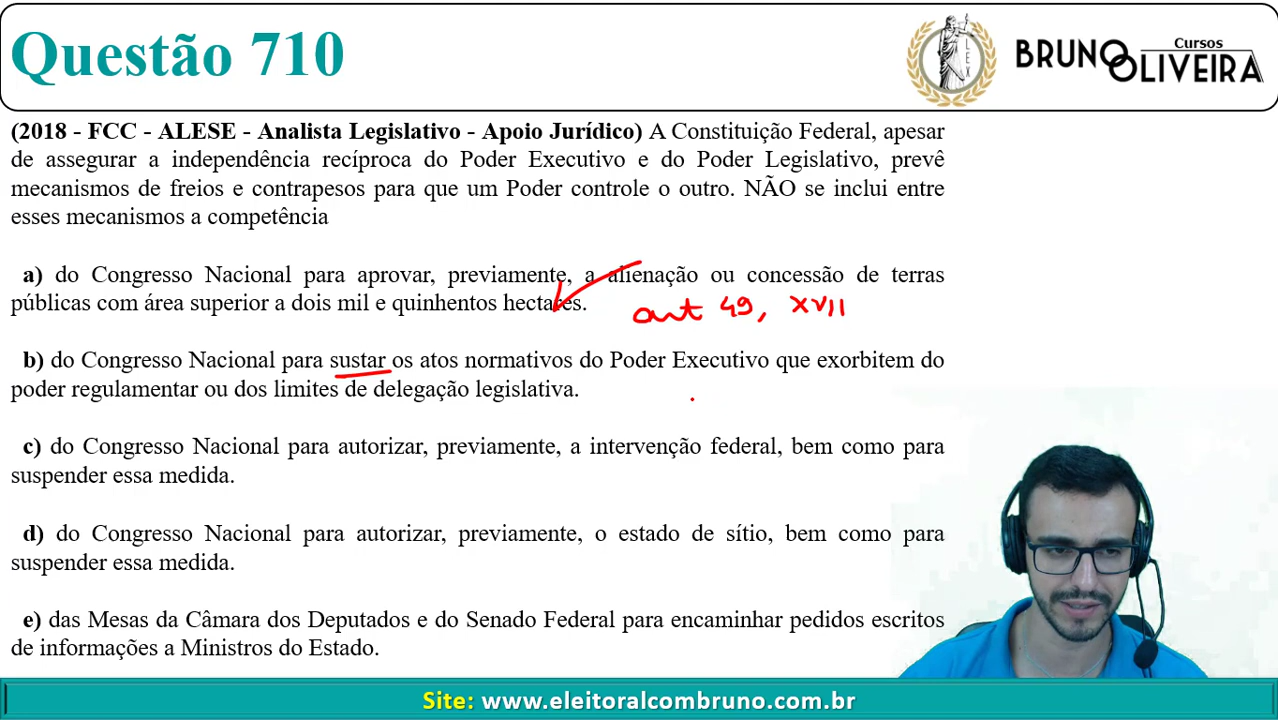 Questão 710
Cursos
BRUNO OLIVEIRA
LEX
(2018 - FCC - ALESE - Analista Legislativo - Apoio Jurídico) A Constituição Federal, apesar
de assegurar a independência recíproca do Poder Executivo e do Poder Legislativo, prevê
mecanismos de freios e contrapesos para que um Poder controle o outro. NÃO se inclui entre
esses mecanismos a competência
a) do Congresso Nacional para aprovar, previamente, a alienação ou concessão de terras
públicas com área superior a dois mil e quinhentos hectares.
art 49, XVII
b) do Congresso Nacional para sustar os atos normativos do Poder Executivo que exorbitem do
poder regulamentar ou dos limites de delegação legislativa.
c) do Congresso Nacional para autorizar, previamente, a intervenção federal, bem como para
suspender essa medida.
d) do Congresso Nacional para autorizar, previamente, o estado de sítio, bem como para
suspender essa medida.
e) das Mesas da Câmara dos Deputados e do Senado Federal para encaminhar pedidos escritos
de informações a Ministros do Estado.
Site: www.eleitoralcombruno.com.br